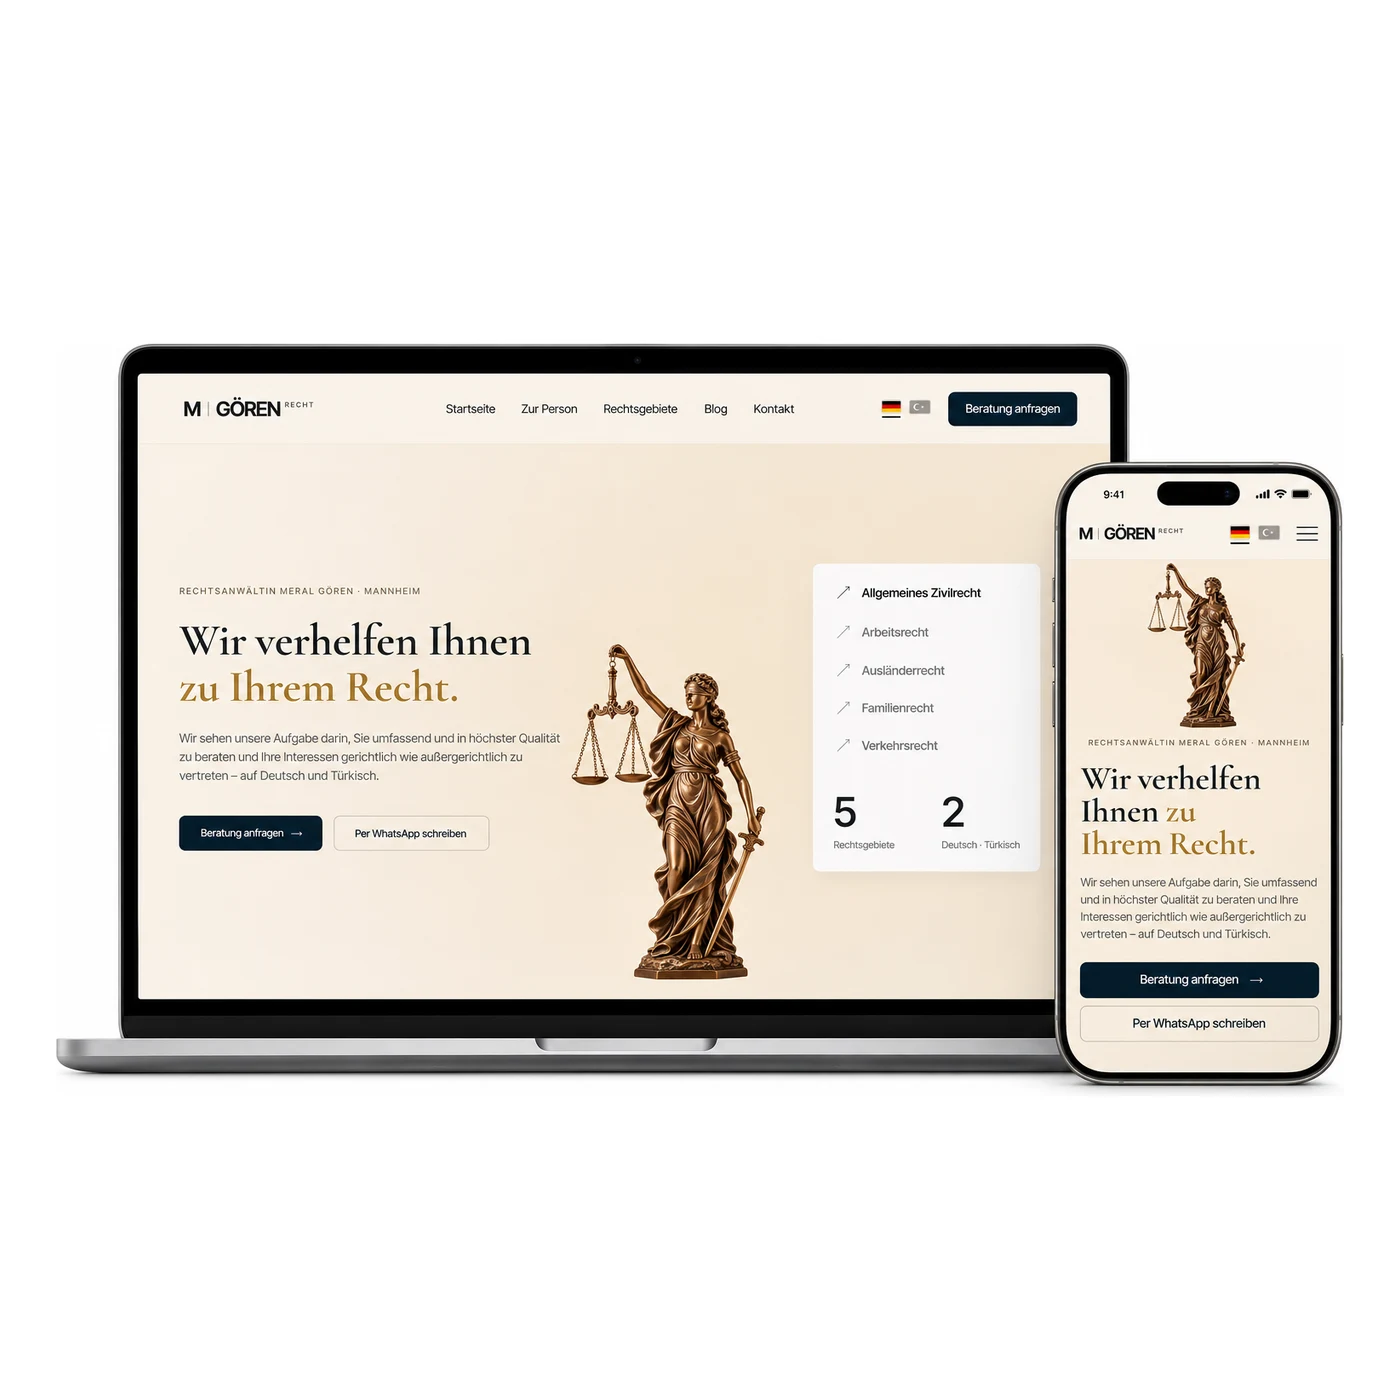 M | GÖREN RECHT
Startseite Zur Person Rechtsgebiete Blog Kontakt
Beratung anfragen
RECHTSANWÄLTIN MERAL GÖREN · MANNHEIM
Wir verhelfen Ihnen
zu Ihrem Recht.
Wir sehen unsere Aufgabe darin, Sie umfassend und in höchster Qualität
zu beraten und Ihre Interessen gerichtlich wie außergerichtlich zu
vertreten – auf Deutsch und Türkisch.
Beratung anfragen →
Per WhatsApp schreiben
Allgemeines Zivilrecht
Arbeitsrecht
Ausländerrecht
Familienrecht
Verkehrsrecht
5
Rechtsgebiete
2
Deutsch · Türkisch
9:41
M | GÖREN RECHT
RECHTSANWÄLTIN MERAL GÖREN · MANNHEIM
Wir verhelfen
Ihnen zu
Ihrem Recht.
Wir sehen unsere Aufgabe darin, Sie umfassend
und in höchster Qualität zu beraten und Ihre
Interessen gerichtlich wie außergerichtlich zu
vertreten – auf Deutsch und Türkisch.
Beratung anfragen →
Per WhatsApp schreiben